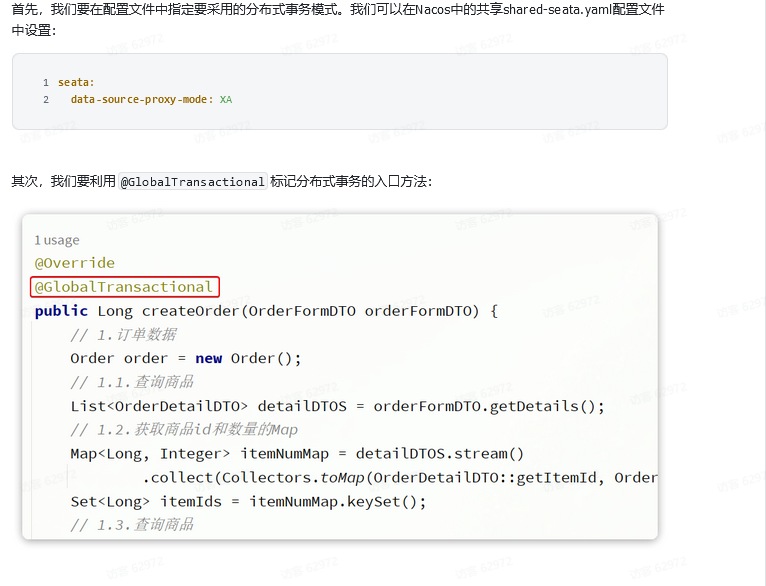 首先，我们要在配置文件中指定要采用的分布式事务模式。我们可以在Nacos中的共享shared-seata.yaml配置文件
中设置：
1 seata:
2   data-source-proxy-mode: XA
其次，我们要利用 @GlobalTransactional 标记分布式事务的入口方法：
1 usage
@Override
@GlobalTransactional
public Long createOrder(OrderFormDTO orderFormDTO) {
    // 1.订单数据
    Order order = new Order();
    // 1.1.查询商品
    List<OrderDetailDTO> detailDTOS = orderFormDTO.getDetails();
    // 1.2.获取商品id和数量的Map
    Map<Long, Integer> itemNumMap = detailDTOS.stream()
            .collect(Collectors.toMap(OrderDetailDTO::getItemId, Order
    Set<Long> itemIds = itemNumMap.keySet();
    // 1.3.查询商品